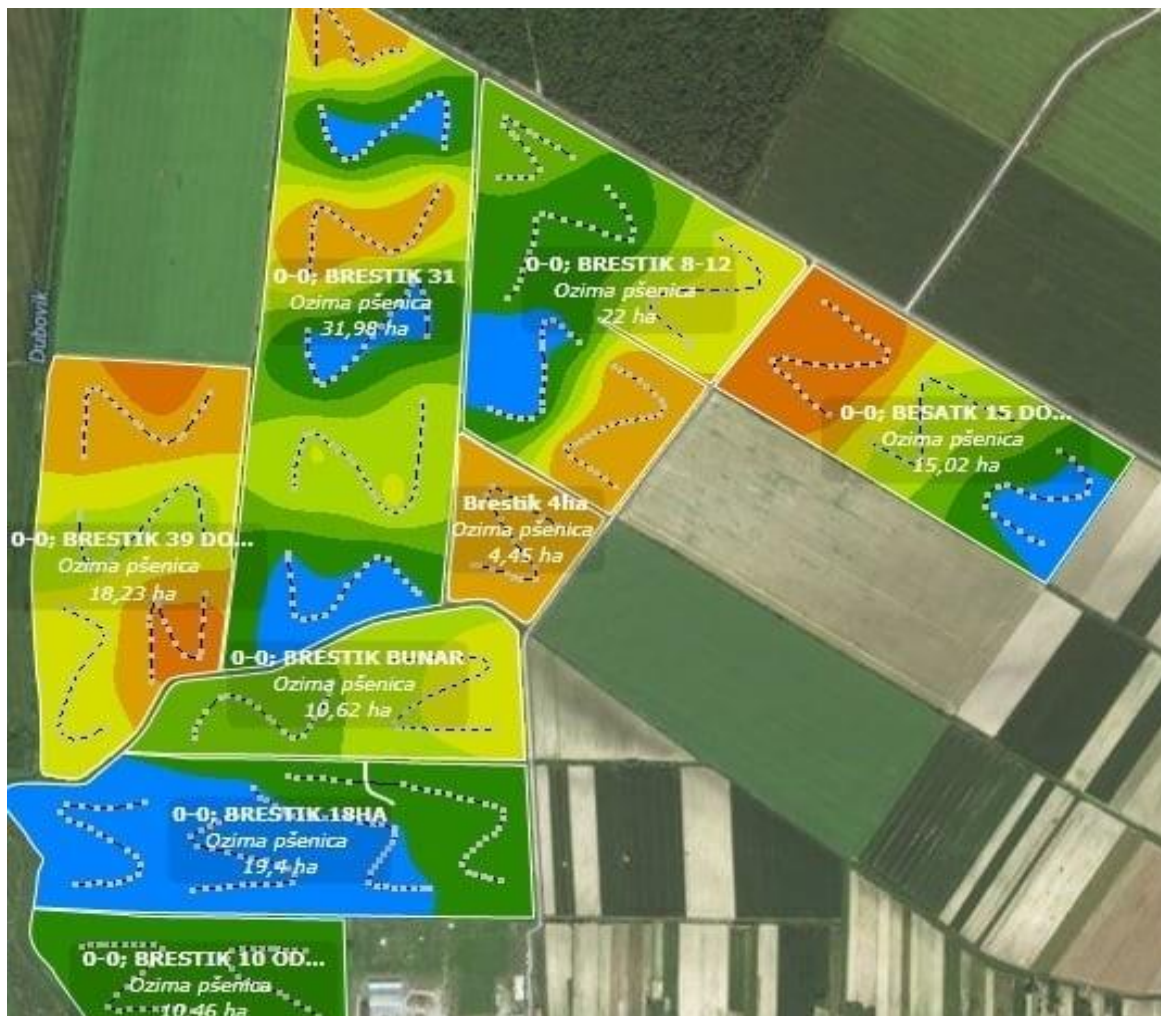 0-0; BRESTIK 31
Ozima pšenica
31,98 ha
0-0; BRESTIK 8-12
Ozima pšenica
22 ha
Dubovik
0-0; BESATK 15 DO...
Ozima pšenica
15,02 ha
Brestik 4ha
Ozima pšenica
4,45 ha
0-0; BRESTIK 39 DO...
Ozima pšenica
18,23 ha
0-0; BRESTIK BUNAR
Ozima pšenica
10,62 ha
0-0; BRESTIK 18HA
Ozima pšenica
19,4 ha
0-0; BRESTIK 10 OD...
Ozima pšenica
10,46 ha